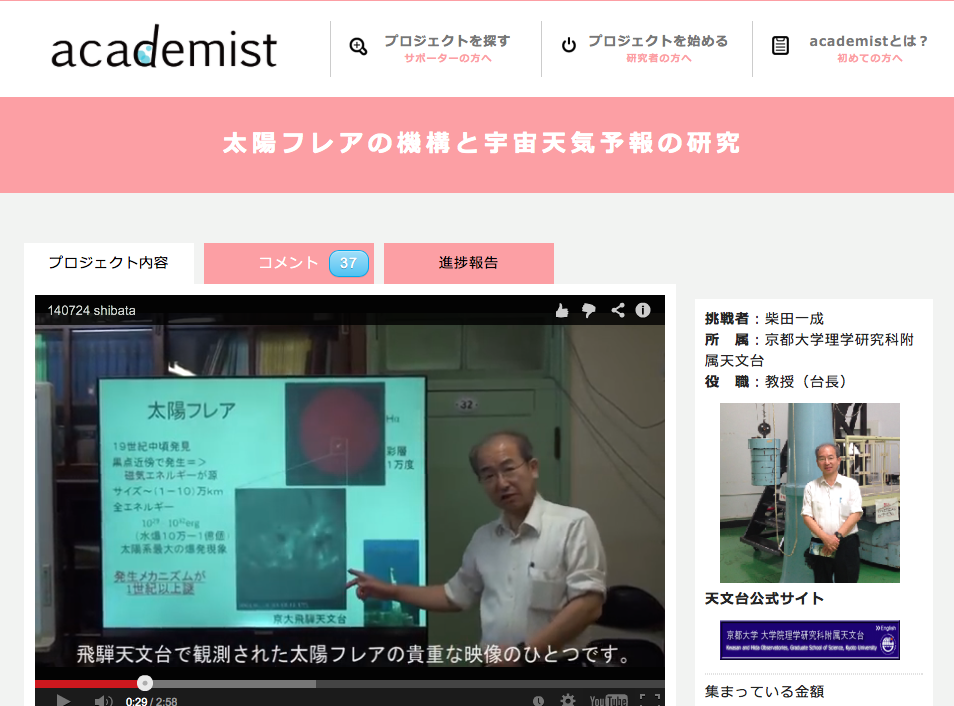 academist
プロジェクトを探す
サポーターの方へ
プロジェクトを始める
研究者の方へ
academistとは？
初めての方へ
太陽フレアの機構と宇宙天気予報の研究
プロジェクト内容
コメント 37
進捗報告
140724 shibata
太陽フレア
Hα
彩層
1万度
19世紀中頃発見
黒点近傍で発生＝＞
磁気エネルギーが源
サイズ～(1－10)万km
全エネルギー
10²⁹ - 10³²erg
(水爆10万－1億個)
太陽系最大の爆発現象
発生メカニズムが
1世紀以上謎
京大飛騨天文台
-32-
飛騨天文台で観測された太陽フレアの貴重な映像のひとつです。
0:29 / 2:58
YouTube
挑戦者：柴田一成
所　属：京都大学理学研究科附
属天文台
役　職：教授（台長）
天文台公式サイト
京都大学 大学院理学研究科附属天文台
English
Kwasan and Hida Observatories, Graduate School of Science, Kyoto University
集まっている金額